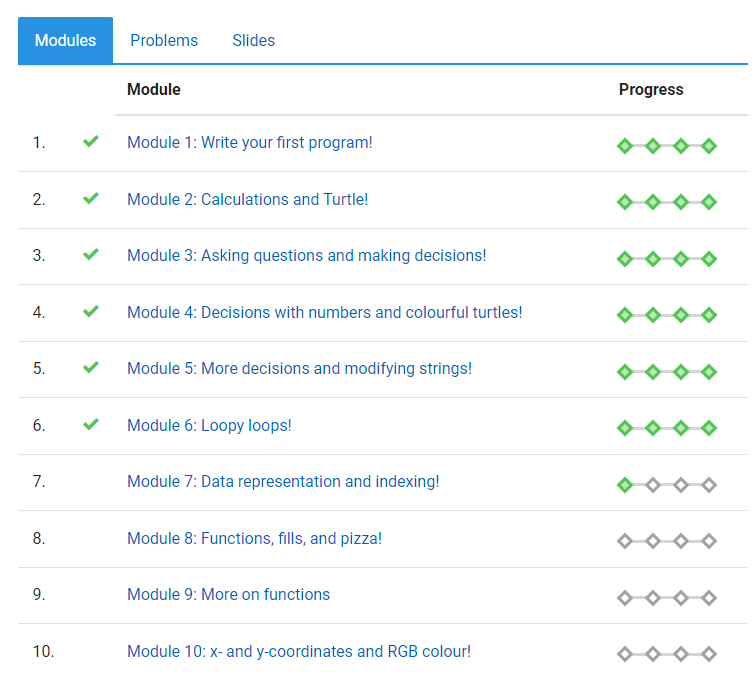 Modules Problems Slides
Module Progress
1. Module 1: Write your first program!
2. Module 2: Calculations and Turtle!
3. Module 3: Asking questions and making decisions!
4. Module 4: Decisions with numbers and colourful turtles!
5. Module 5: More decisions and modifying strings!
6. Module 6: Loopy loops!
7. Module 7: Data representation and indexing!
8. Module 8: Functions, fills, and pizza!
9. Module 9: More on functions
10. Module 10: x- and y-coordinates and RGB colour!